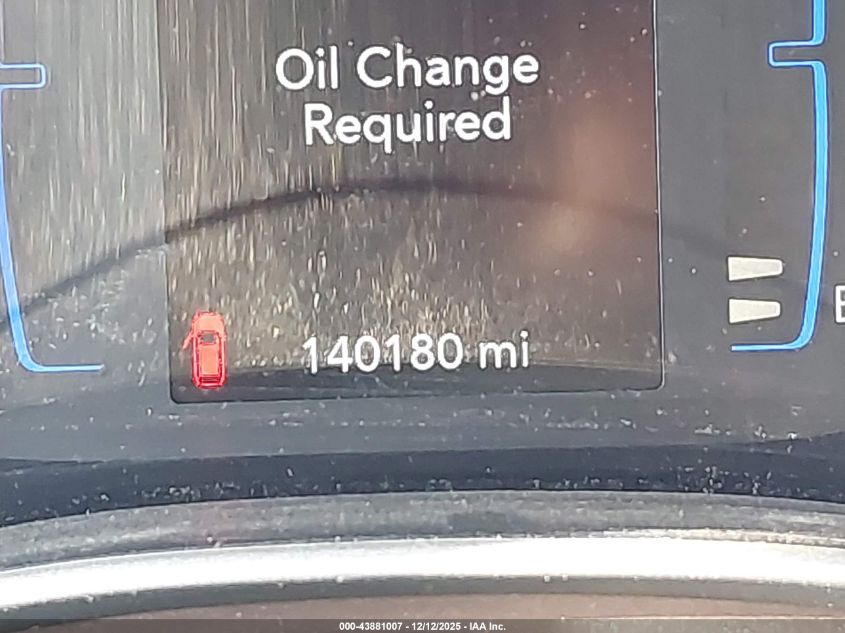 Oil Change
Required
140180 mi
E
000-43881007 - 12/12/2025 - IAA Inc.